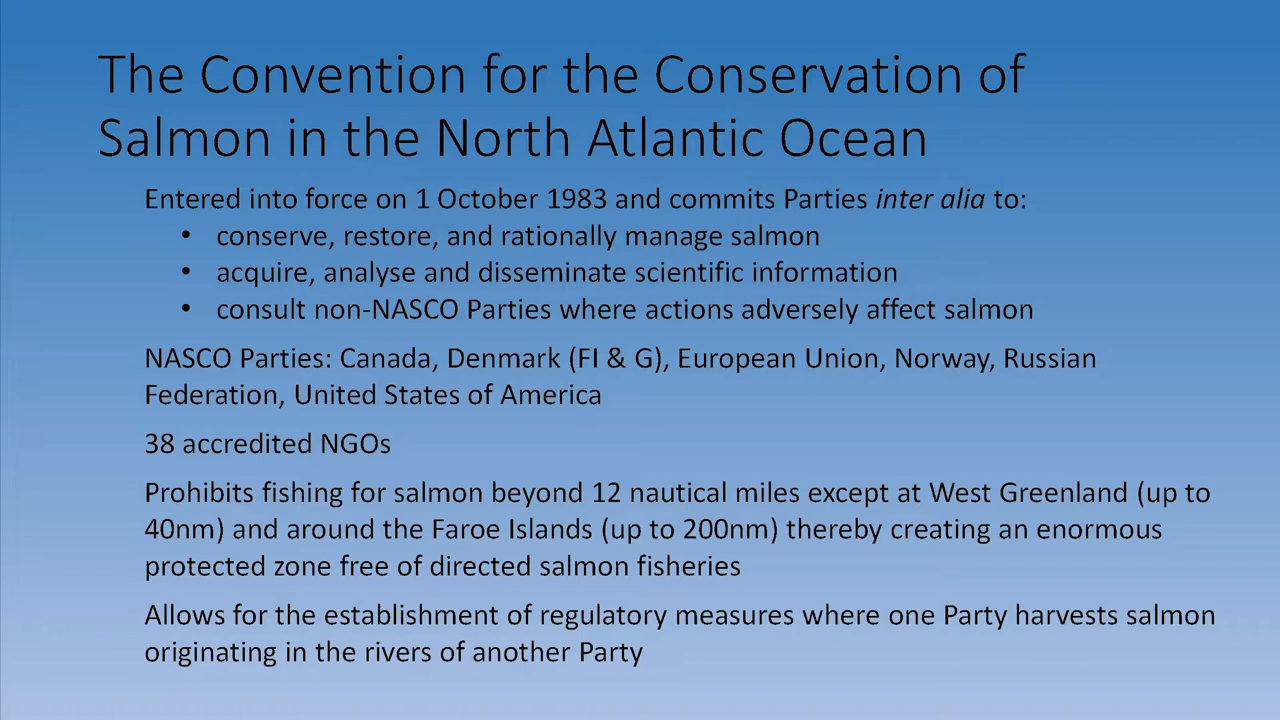 The Convention for the Conservation of
Salmon in the North Atlantic Ocean
Entered into force on 1 October 1983 and commits Parties inter alia to:
• conserve, restore, and rationally manage salmon
• acquire, analyse and disseminate scientific information
• consult non-NASCO Parties where actions adversely affect salmon
NASCO Parties: Canada, Denmark (FI & G), European Union, Norway, Russian
Federation, United States of America
38 accredited NGOs
Prohibits fishing for salmon beyond 12 nautical miles except at West Greenland (up to
40nm) and around the Faroe Islands (up to 200nm) thereby creating an enormous
protected zone free of directed salmon fisheries
Allows for the establishment of regulatory measures where one Party harvests salmon
originating in the rivers of another Party